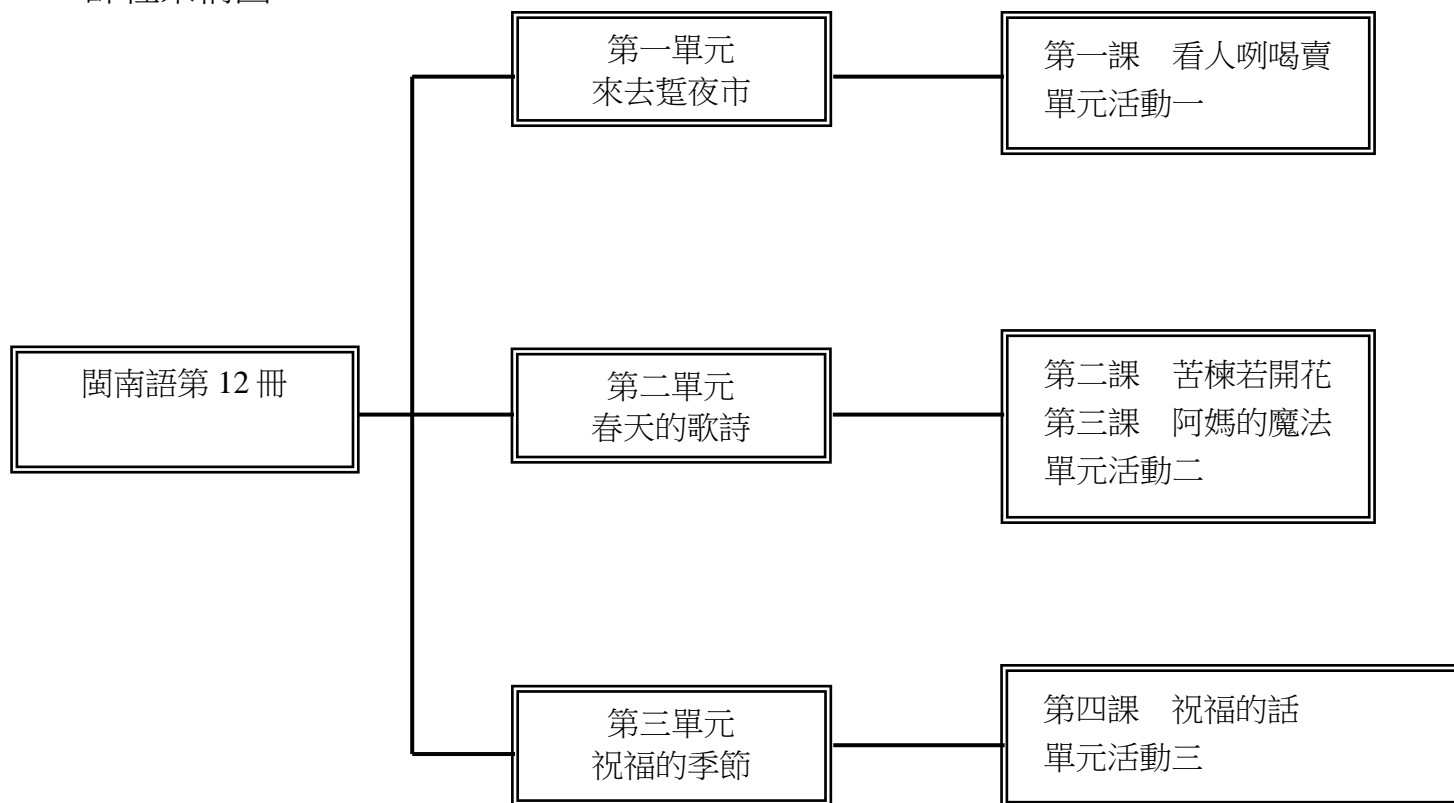 第一單元
來去踅夜市
第一課　看人咧喝賣
單元活動一
閩南語第 12 冊
第二單元
春天的歌詩
第二課　苦楝若開花
第三課　阿媽的魔法
單元活動二
第三單元
祝福的季節
第四課　祝福的話
單元活動三